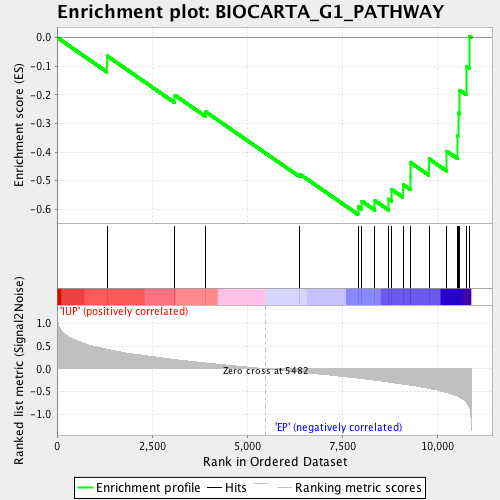 Enrichment plot: BIOCARTA_G1_PATHWAY
Enrichment score (ES)
0.0
-0.1
-0.2
-0.3
-0.4
-0.5
-0.6
'IUP' (positively correlated)
Ranked list metric (Signal2Noise)
1.0
0.5
0.0
-0.5
-1.0
Zero cross at 5482
'EP' (negatively correlated)
0 2,500 5,000 7,500 10,000
Rank in Ordered Dataset
Enrichment profile Hits Ranking metric scores